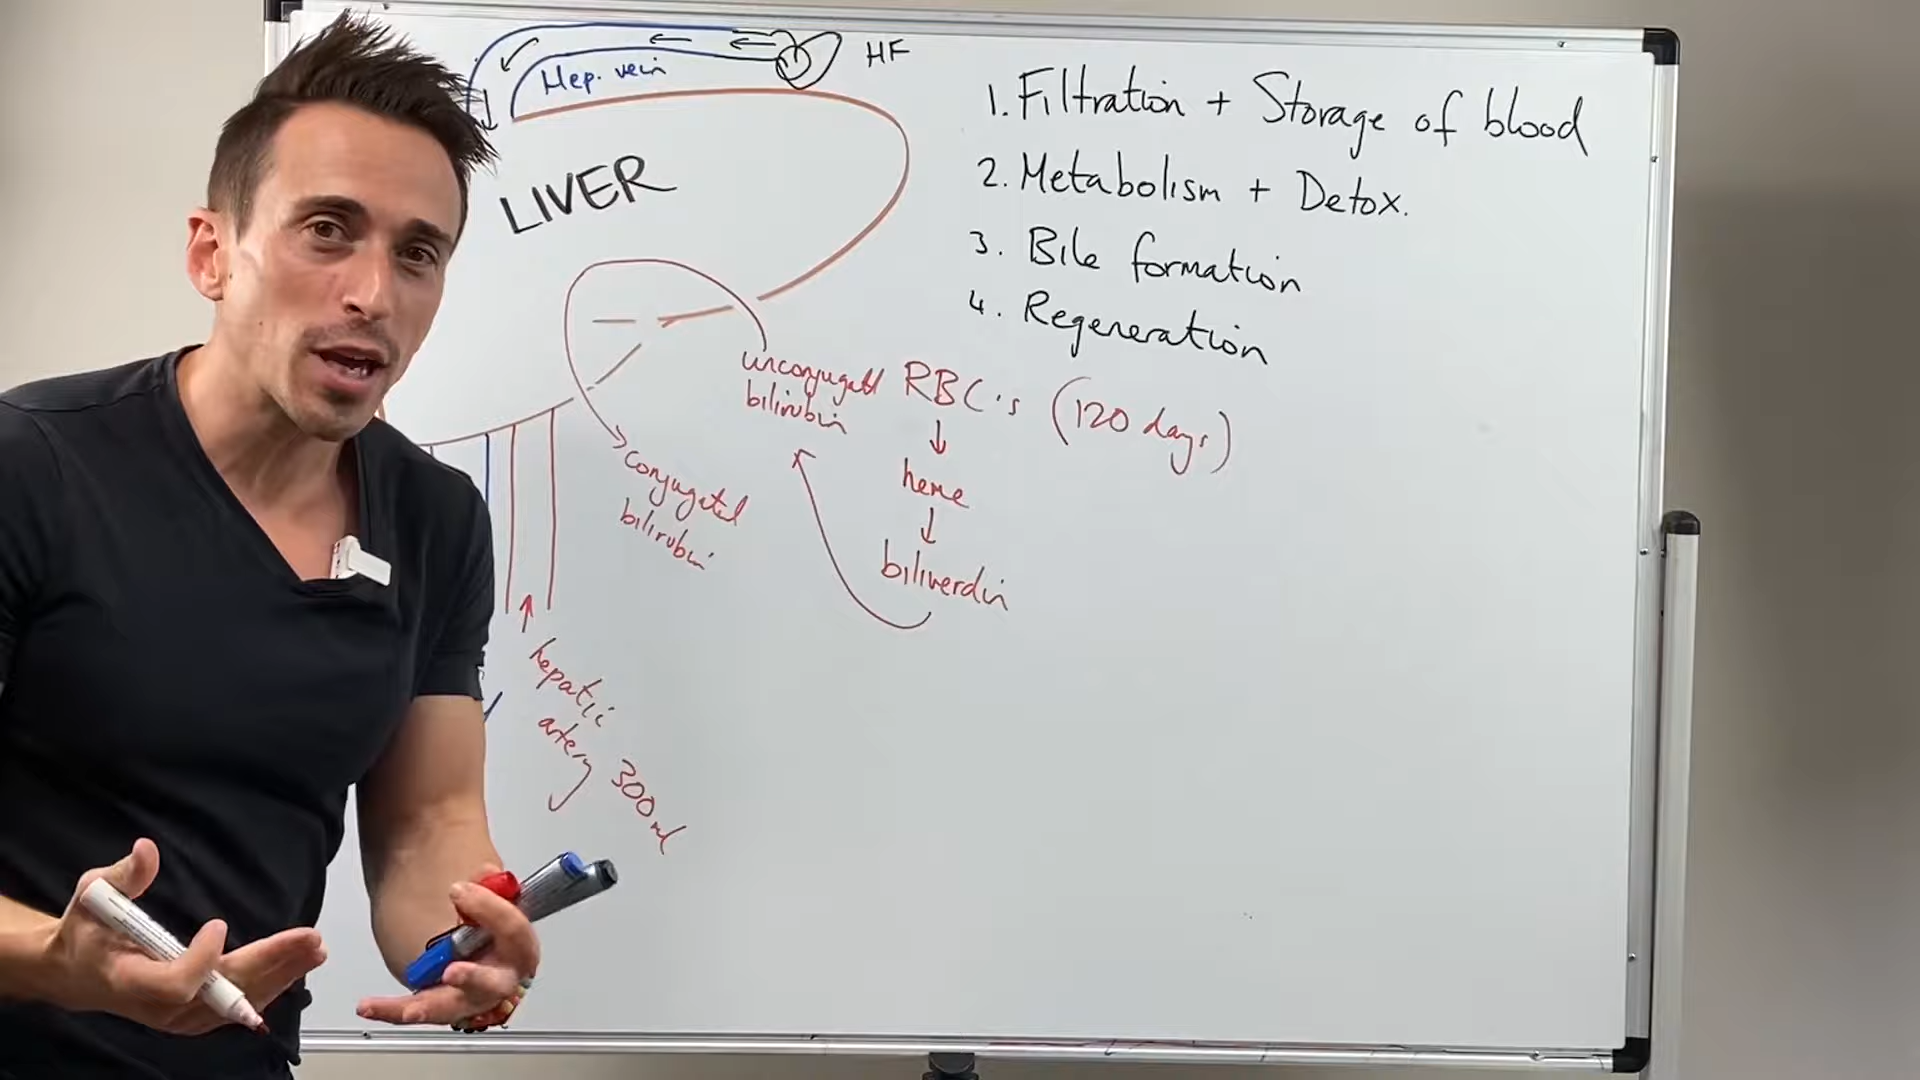 HF
Hep. vein
LIVER
1. Filtration + Storage of blood
2. Metabolism + Detox.
3. Bile formation
4. Regeneration
unconjugated
bilirubin
RBC's (120 days)
heme
biliverdin
conjugated
bilirubin
hepatic
artery 300ml